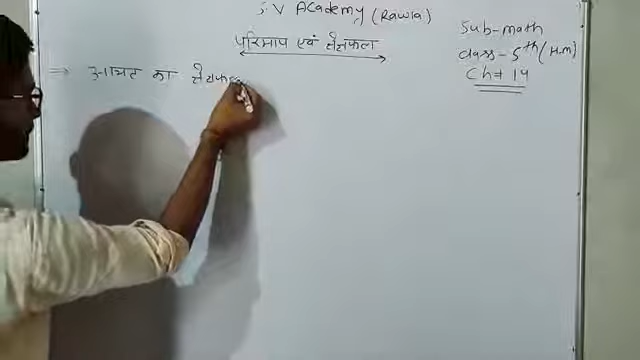 S.V Academy (Rawla)
परिमाप एवं क्षेत्रफल
Sub-math
class-5th (H.m)
Ch# 14
⇒ आयत का क्षेत्रफल